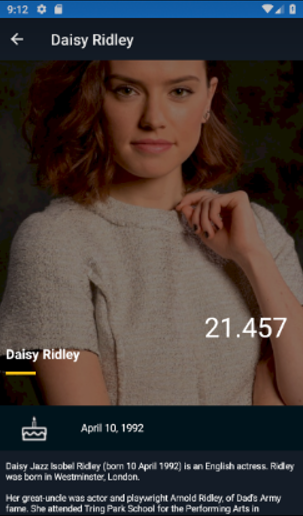 9:12
Daisy Ridley
21.457
Daisy Ridley
April 10, 1992
Daisy Jazz Isobel Ridley (born 10 April 1992) is an English actress. Ridley
was born in Westminster, London.
Her great-uncle was actor and playwright Arnold Ridley, of Dad's Army
fame. She attended Tring Park School for the Performing Arts in